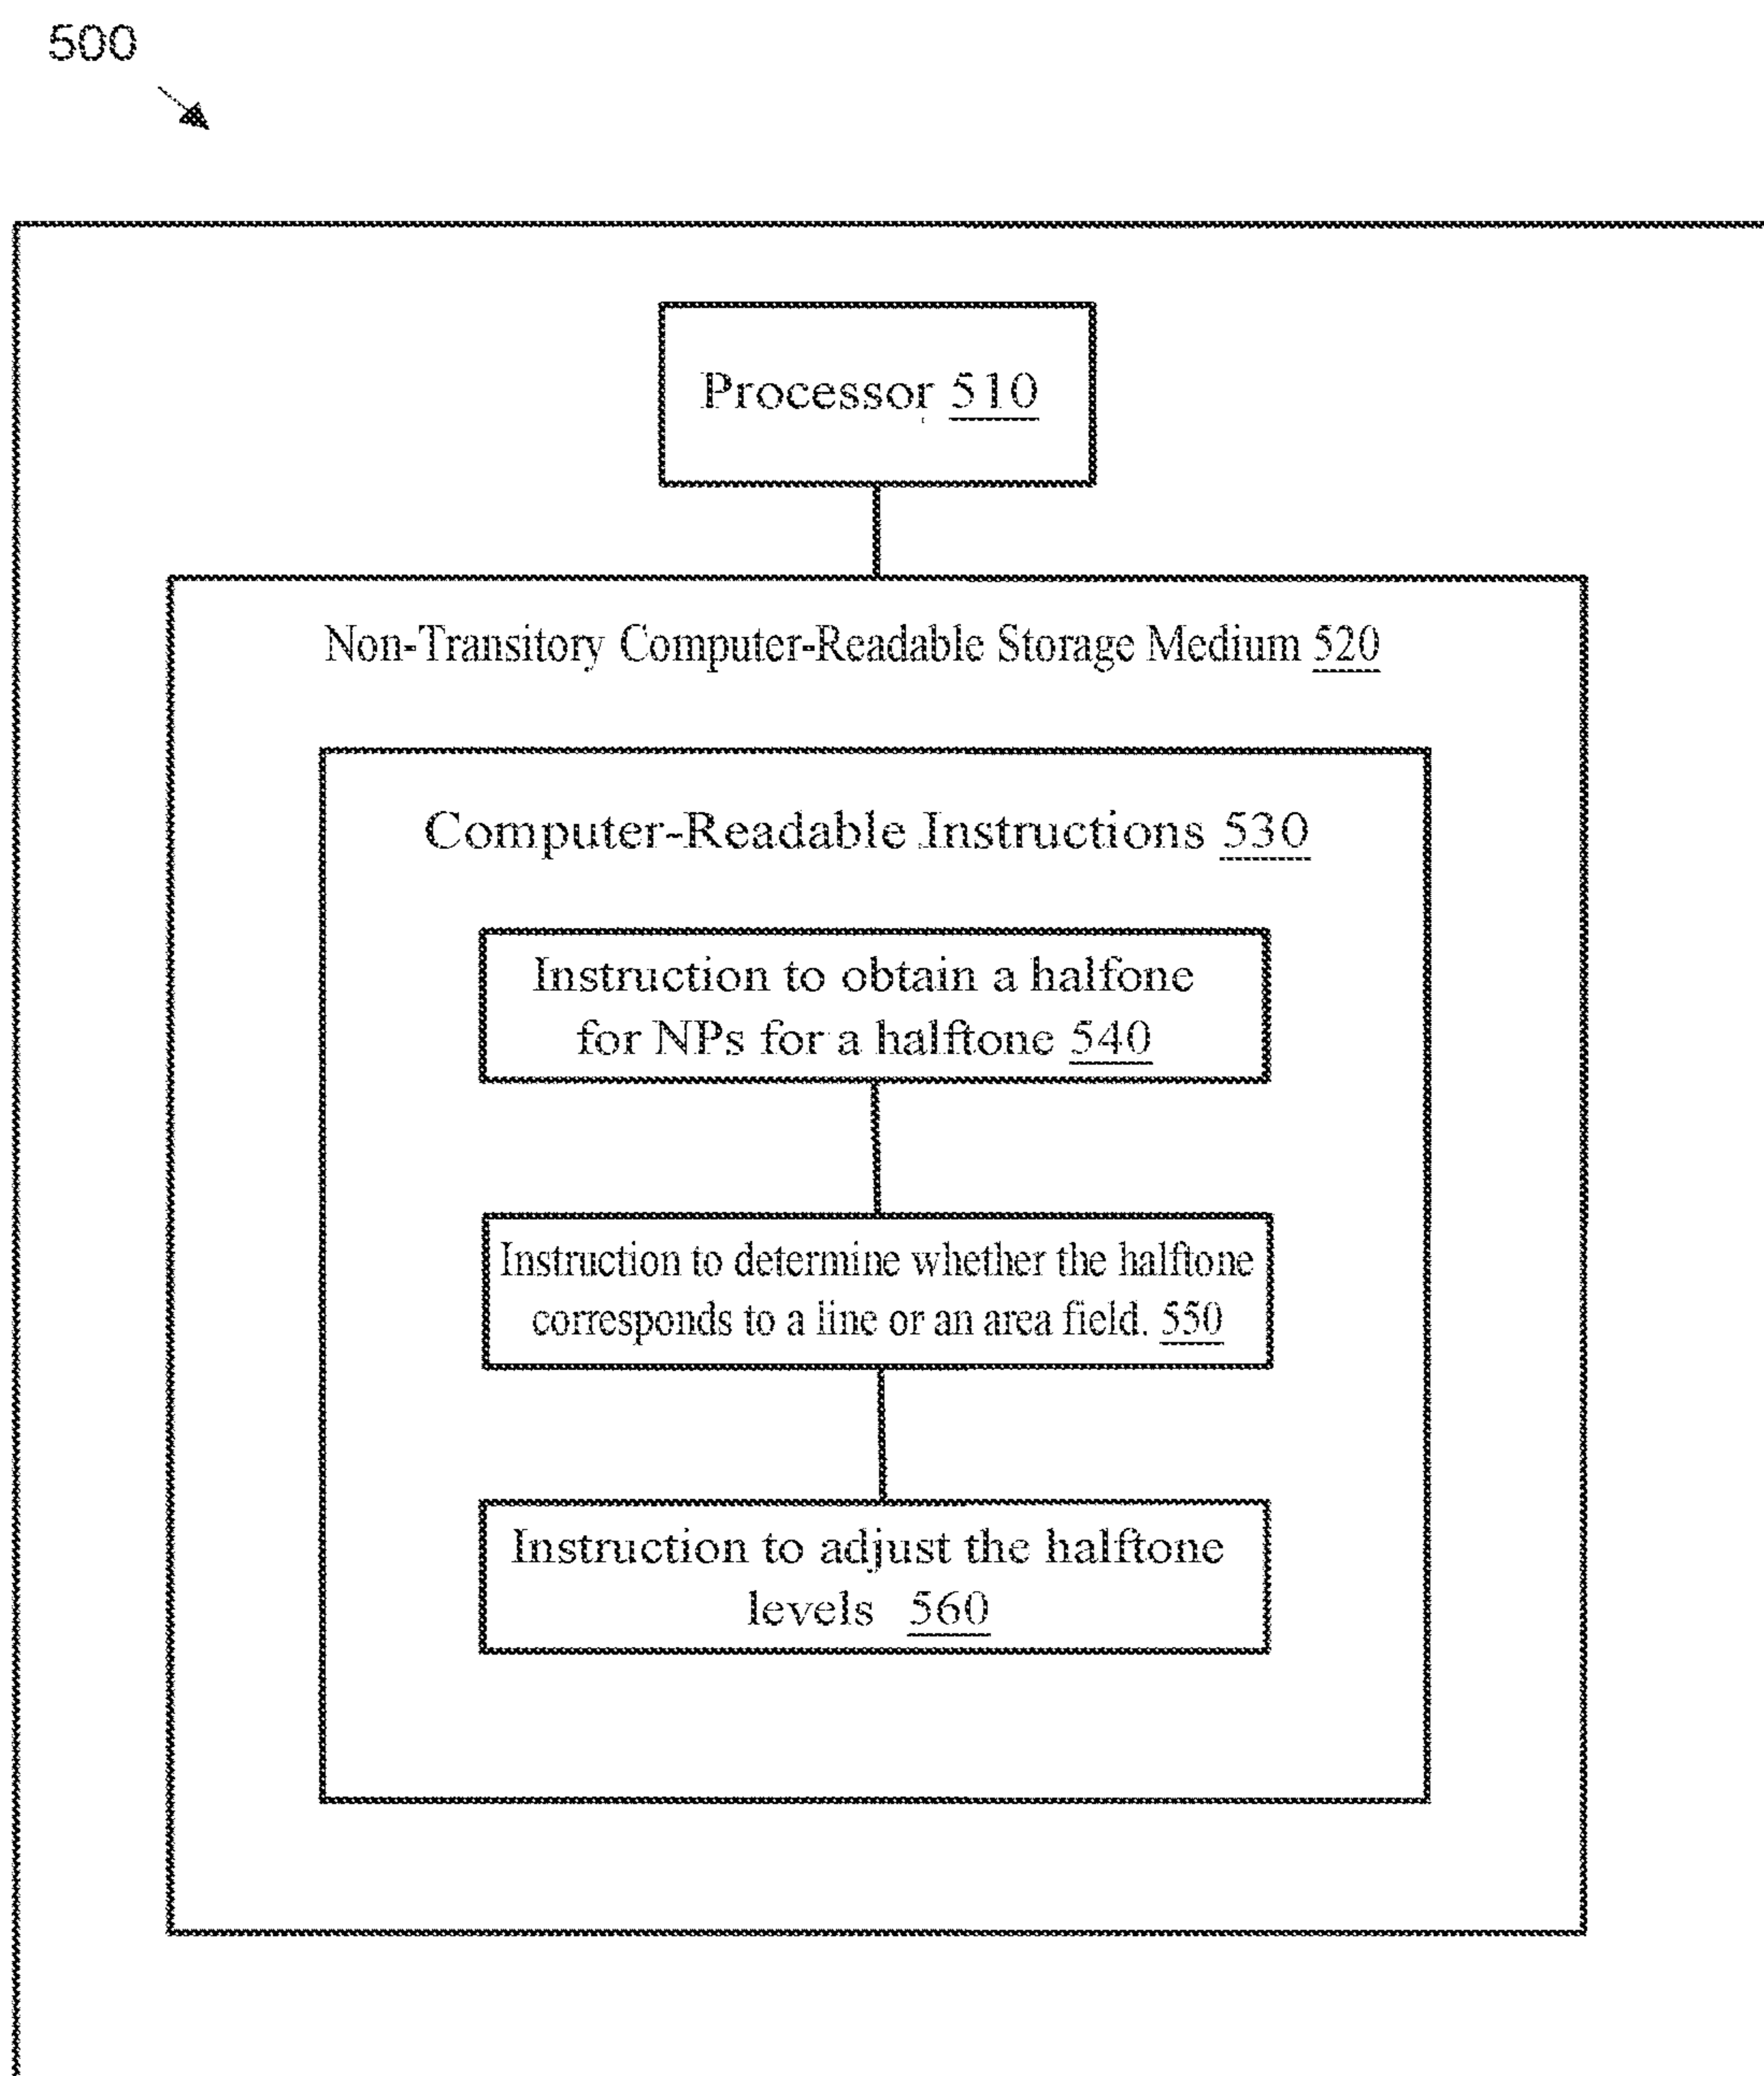 500
Processor 510
Non-Transitory Computer-Readable Storage Medium 520
Computer-Readable Instructions 530
Instruction to obtain a halfone
for NPs for a halftone 540
Instruction to determine whether the halftone
corresponds to a line or an area field. 550
Instruction to adjust the halftone
levels 560